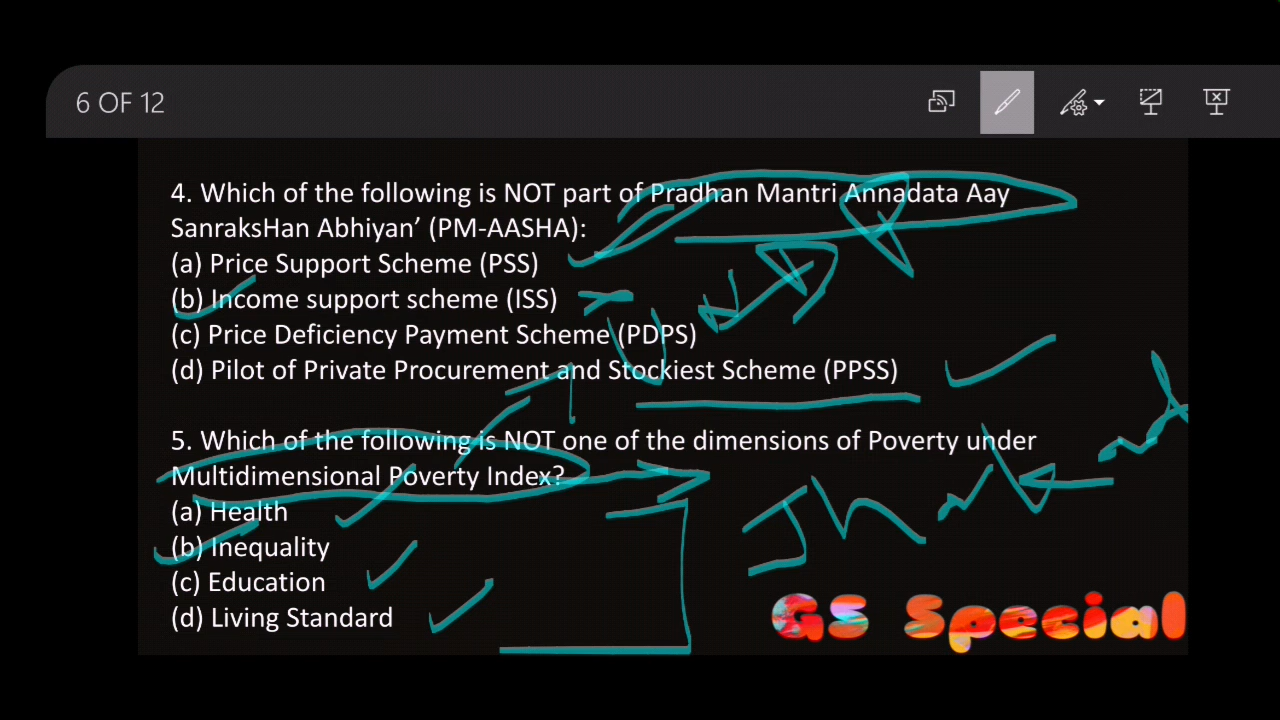 6 OF 12
4. Which of the following is NOT part of Pradhan Mantri Annadata Aay
SanraksHan Abhiyan’ (PM-AASHA):
(a) Price Support Scheme (PSS)
(b) Income support scheme (ISS)
(c) Price Deficiency Payment Scheme (PDPS)
(d) Pilot of Private Procurement and Stockiest Scheme (PPSS)
UNDP
5. Which of the following is NOT one of the dimensions of Poverty under
Multidimensional Poverty Index?
(a) Health
(b) Inequality
(c) Education
(d) Living Standard
Jharkhand
GS Special